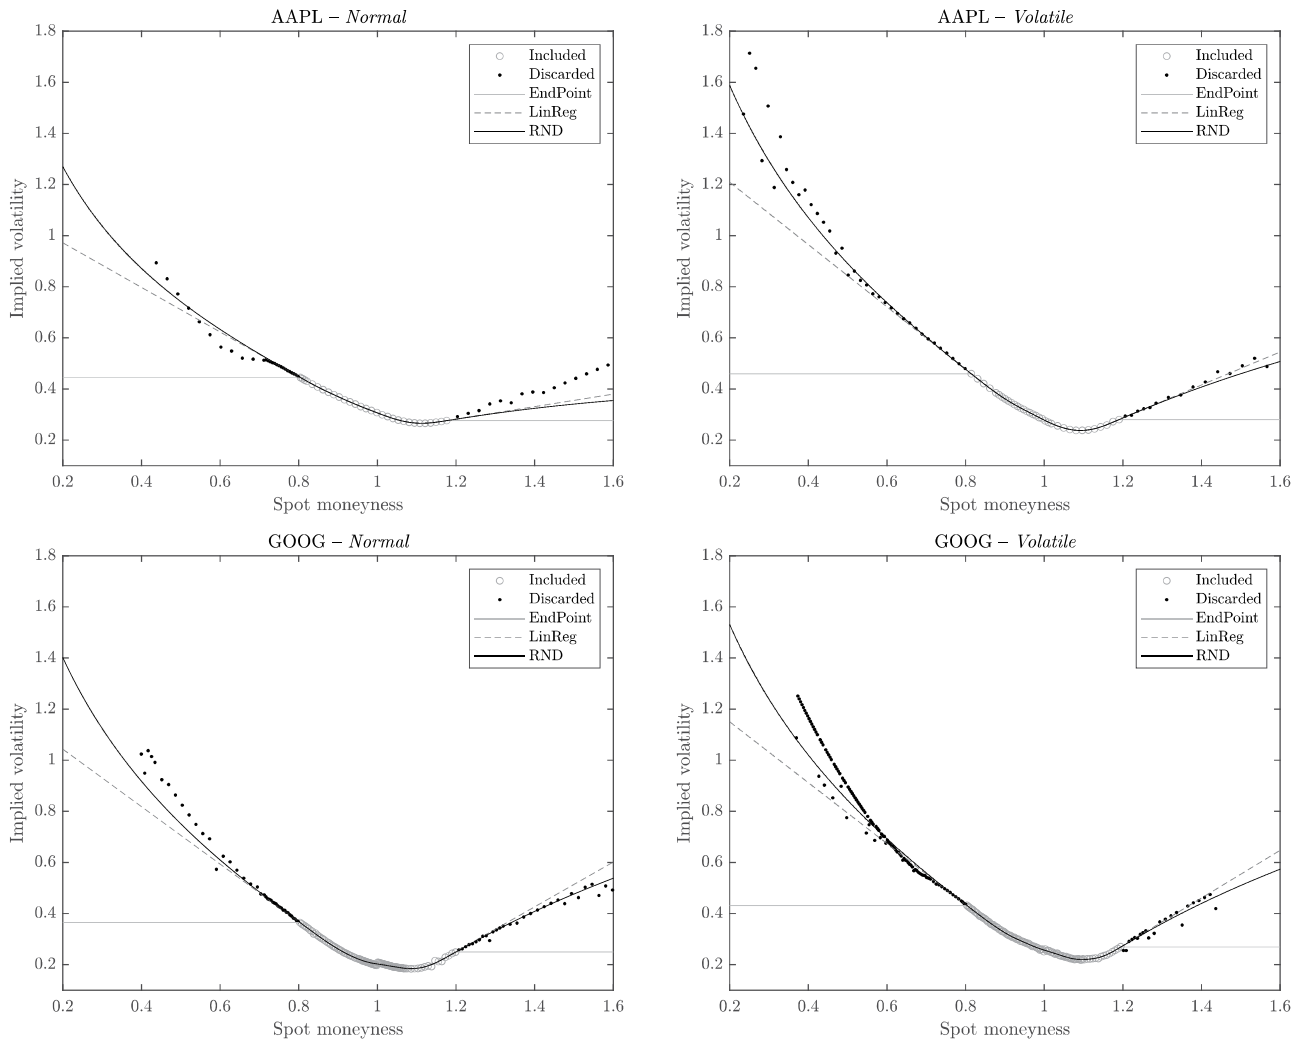 AAPL – Normal
1.8
1.6
1.4
1.2
1
0.8
0.6
0.4
0.2
Implied volatility
Included
Discarded
EndPoint
LinReg
RND
0.2 0.4 0.6 0.8 1 1.2 1.4 1.6
Spot moneyness
AAPL – Volatile
1.8
1.6
1.4
1.2
1
0.8
0.6
0.4
0.2
Implied volatility
Included
Discarded
EndPoint
LinReg
RND
0.2 0.4 0.6 0.8 1 1.2 1.4 1.6
Spot moneyness
GOOG – Normal
1.8
1.6
1.4
1.2
1
0.8
0.6
0.4
0.2
Implied volatility
Included
Discarded
EndPoint
LinReg
RND
0.2 0.4 0.6 0.8 1 1.2 1.4 1.6
Spot moneyness
GOOG – Volatile
1.8
1.6
1.4
1.2
1
0.8
0.6
0.4
0.2
Implied volatility
Included
Discarded
EndPoint
LinReg
RND
0.2 0.4 0.6 0.8 1 1.2 1.4 1.6
Spot moneyness